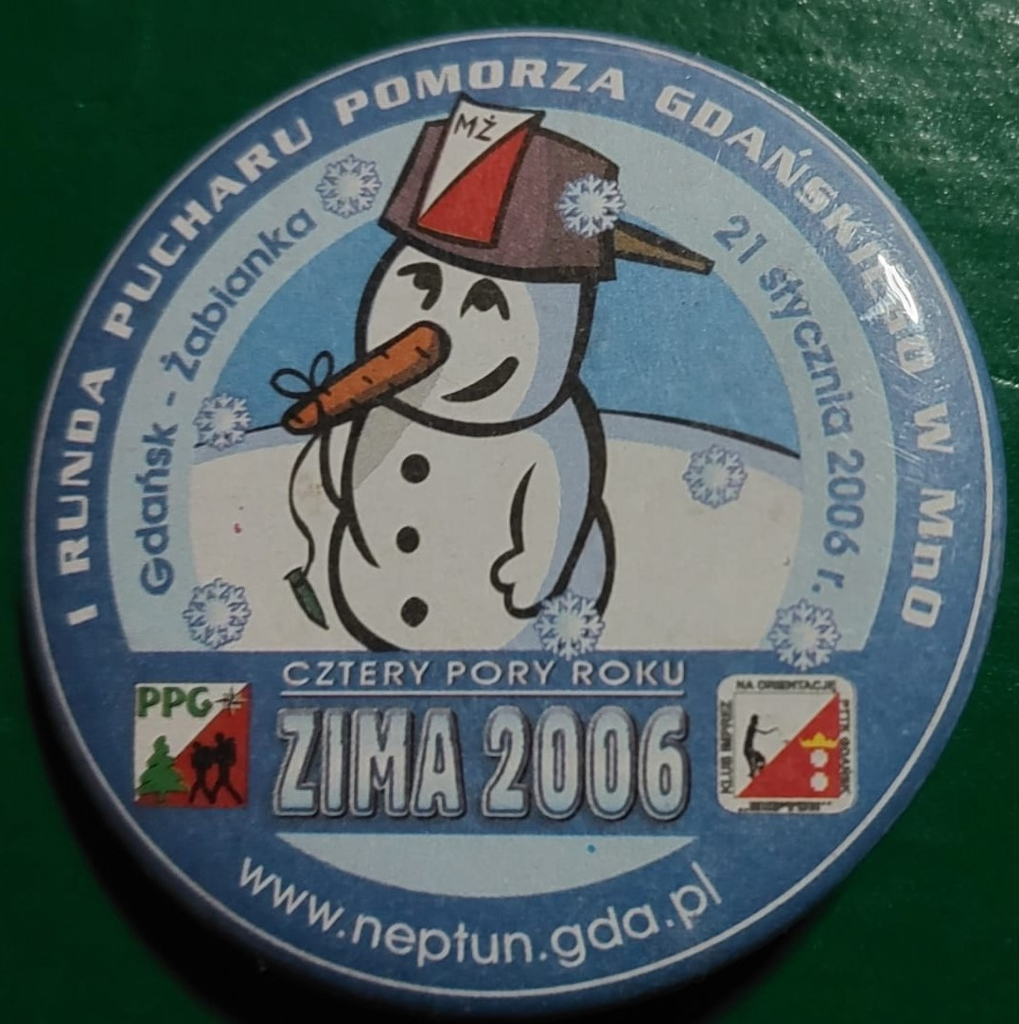 I RUNDA PUCHARU POMORZA GDAŃSKIEGO W MnO
Gdańsk - Żabianka
21 stycznia 2006 r.
MŻ
CZTERY PORY ROKU
ZIMA 2006
PPG
NA ORIENTACJĘ
KLUB IMPREZ
PTTK GDAŃSK
"NEPTUN"
www.neptun.gda.pl